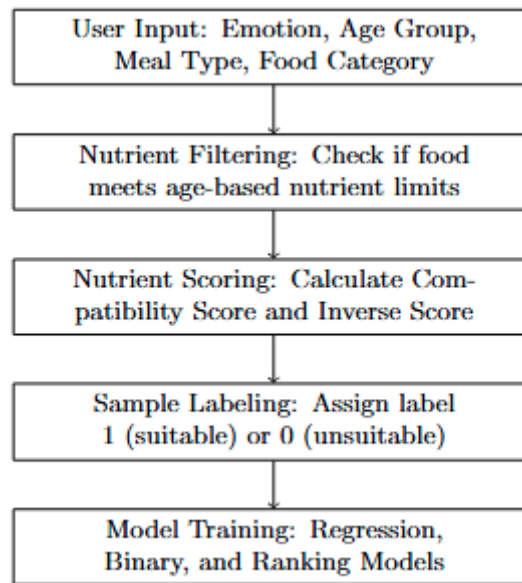 User Input: Emotion, Age Group,
Meal Type, Food Category
Nutrient Filtering: Check if food
meets age-based nutrient limits
Nutrient Scoring: Calculate Com-
patibility Score and Inverse Score
Sample Labeling: Assign label
1 (suitable) or 0 (unsuitable)
Model Training: Regression,
Binary, and Ranking Models